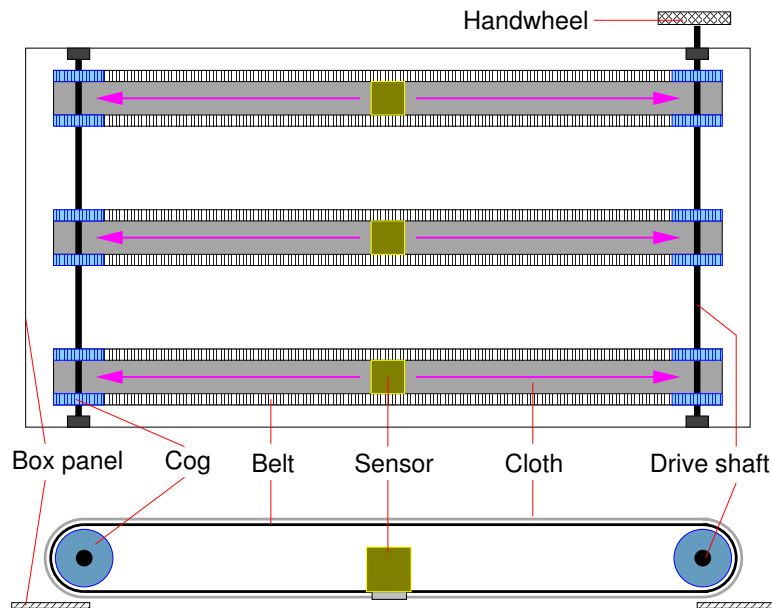 Handwheel
Box panel
Cog
Belt
Sensor
Cloth
Drive shaft